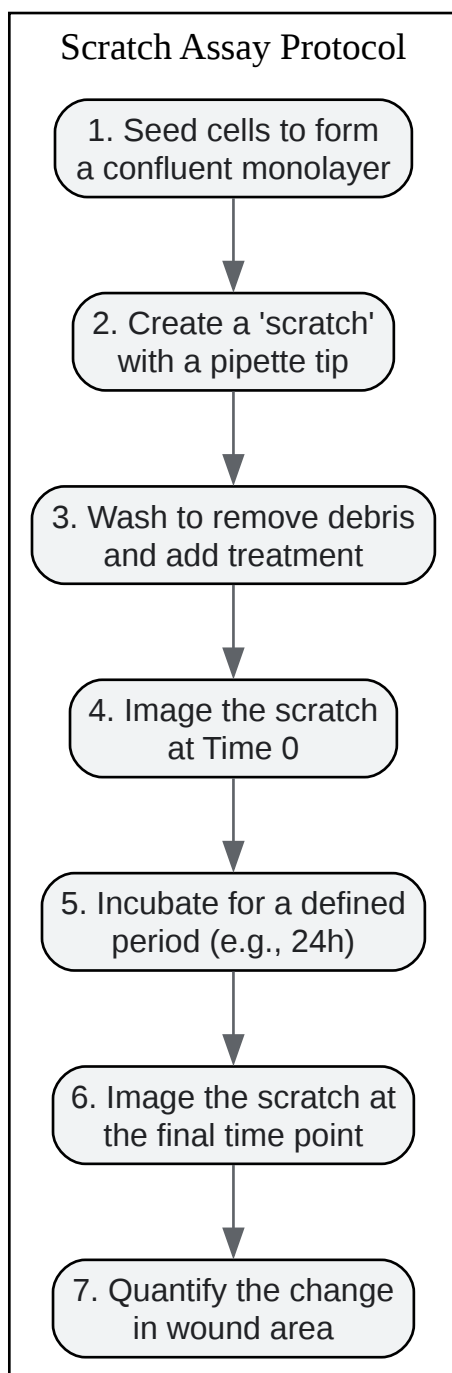 Scratch Assay Protocol
1. Seed cells to form
a confluent monolayer
2. Create a 'scratch'
with a pipette tip
3. Wash to remove debris
and add treatment
4. Image the scratch
at Time 0
5. Incubate for a defined
period (e.g., 24h)
6. Image the scratch at
the final time point
7. Quantify the change
in wound area